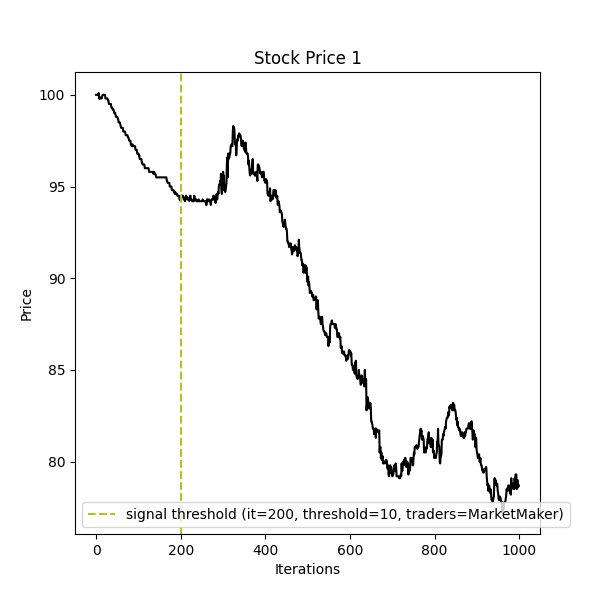 Stock Price 1
100
95
90
85
80
Price
signal threshold (it=200, threshold=10, traders=MarketMaker)
0
200
400
600
800
1000
Iterations